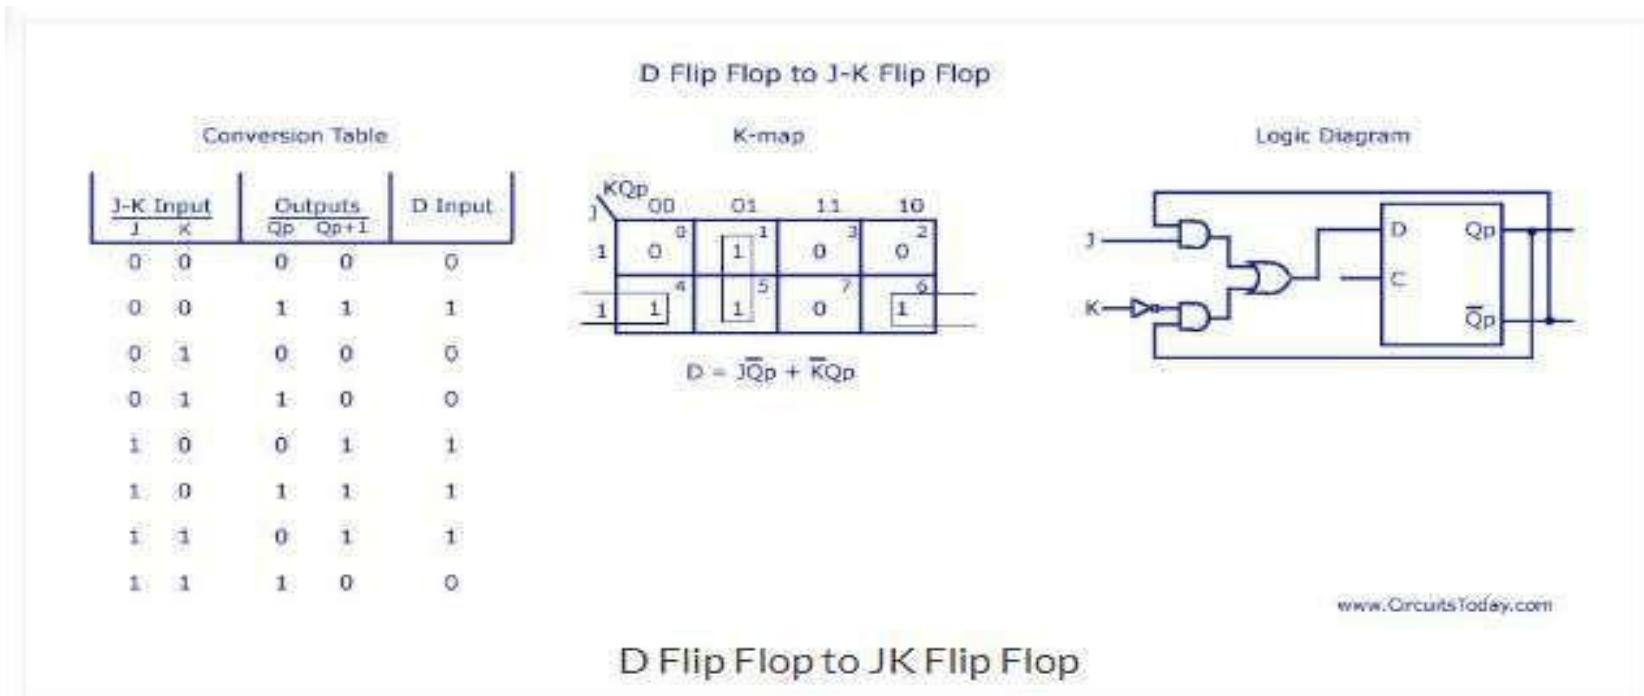 D Flip Flop to J-K Flip Flop
Conversion Table
J-K Input Outputs D Input
J K Qp Qp+1
0 0 0 0 0
0 0 1 1 1
0 1 0 0 0
0 1 1 0 0
1 0 0 1 1
1 0 1 1 1
1 1 0 1 1
1 1 1 0 0
K-map
KQp
J 00 01 11 10
0 1 3 2
1 0 1 0 0
4 5 7 6
1 1 1 0 1
D = JQ̅p + K̅Qp
Logic Diagram
J D Qp
C
K Q̅p
www.CircuitsToday.com
D Flip Flop to JK Flip Flop